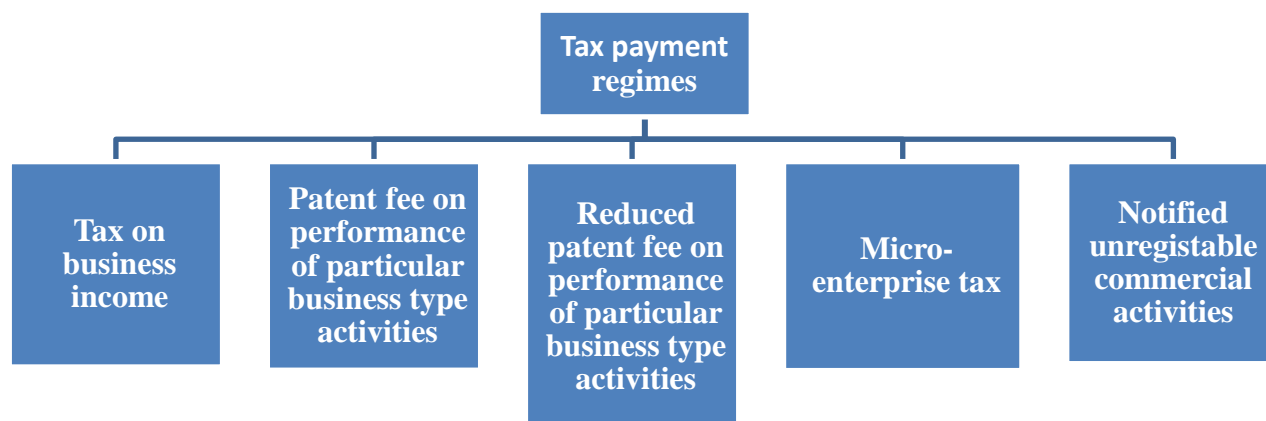 Tax payment
regimes
Tax on
business
income
Patent fee on
performance
of particular
business type
activities
Reduced
patent fee on
performance
of particular
business type
activities
Micro-
enterprise tax
Notified
unregistable
commercial
activities